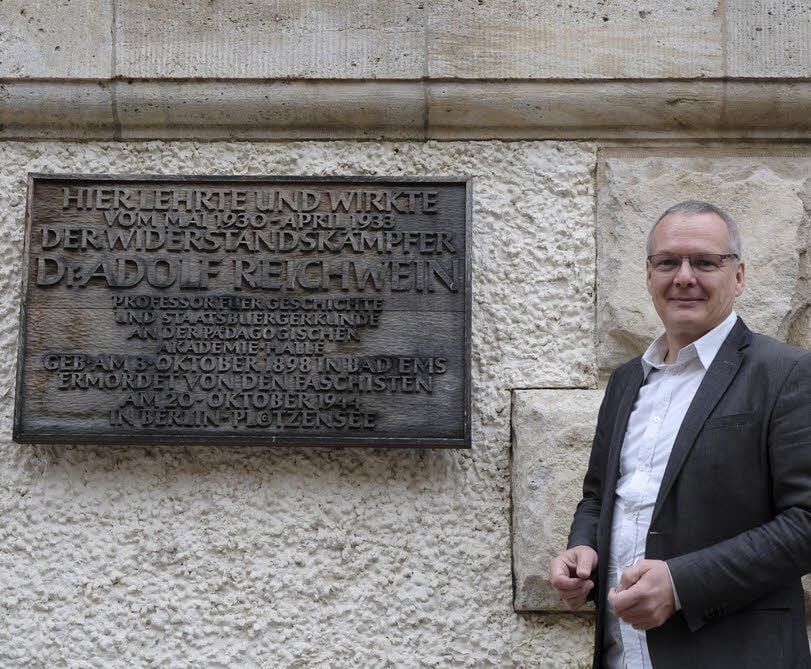 HIER LEHRTE UND WIRKTE
VOM MAI 1930 - APRIL 1933
DER WIDERSTANDSKÄMPFER
Dr. ADOLF REICHWEIN
PROFESSOR FUER GESCHICHTE
UND STAATSBUERGERKUNDE
AN DER PÄDAGOGISCHEN
AKADEMIE HALLE
GEB· AM 3· OKTOBER 1898 IN BAD EMS
ERMORDET VON DEN FASCHISTEN
AM 20· OKTOBER 1944
IN BERLIN-PLÖTZENSEE